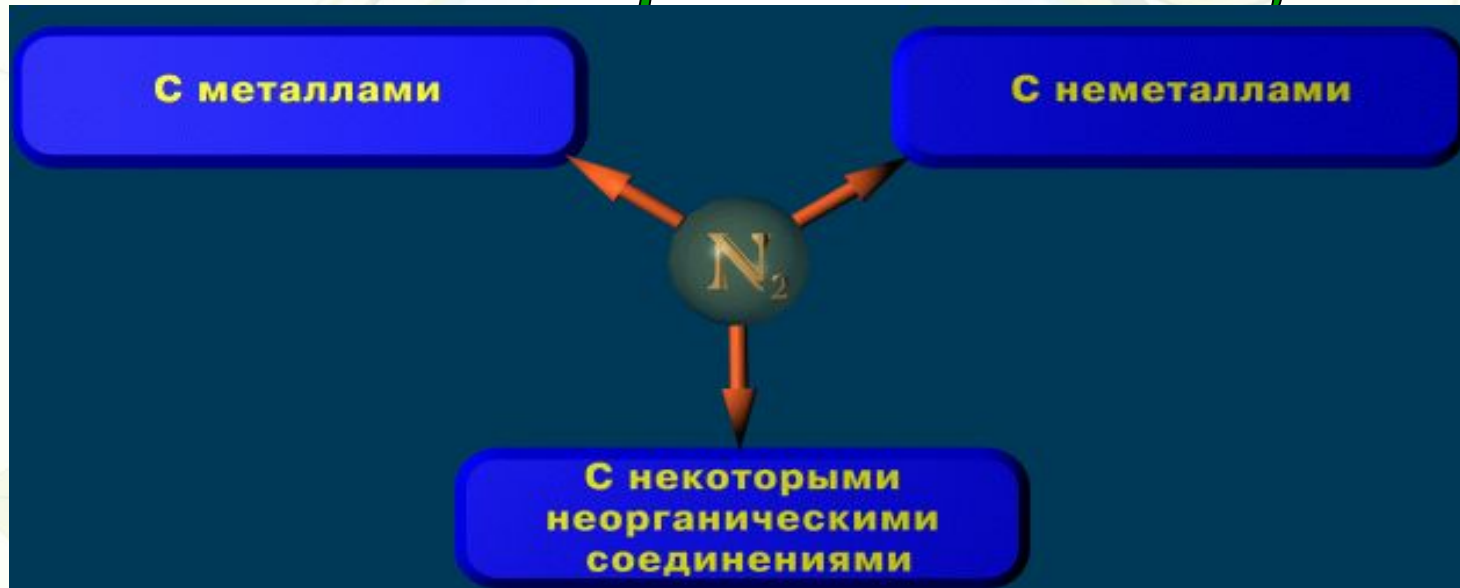 С металлами
С неметаллами
N₂
С некоторыми
неорганическими
соединениями